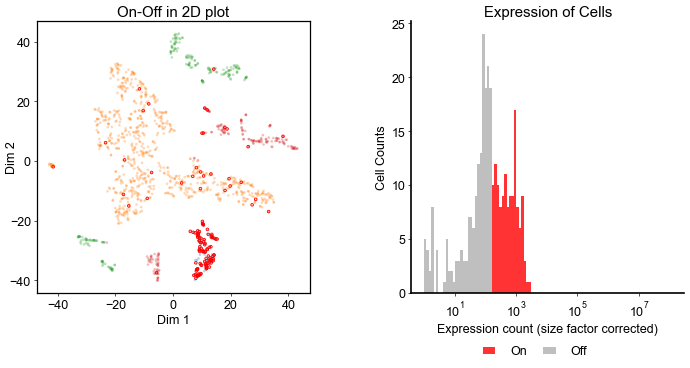 On-Off in 2D plot
Dim 2
40
20
0
−20
−40
−40 −20 0 20 40
Dim 1
Expression of Cells
Cell Counts
25
20
15
10
5
0
10^1 10^3 10^5 10^7
Expression count (size factor corrected)
On Off